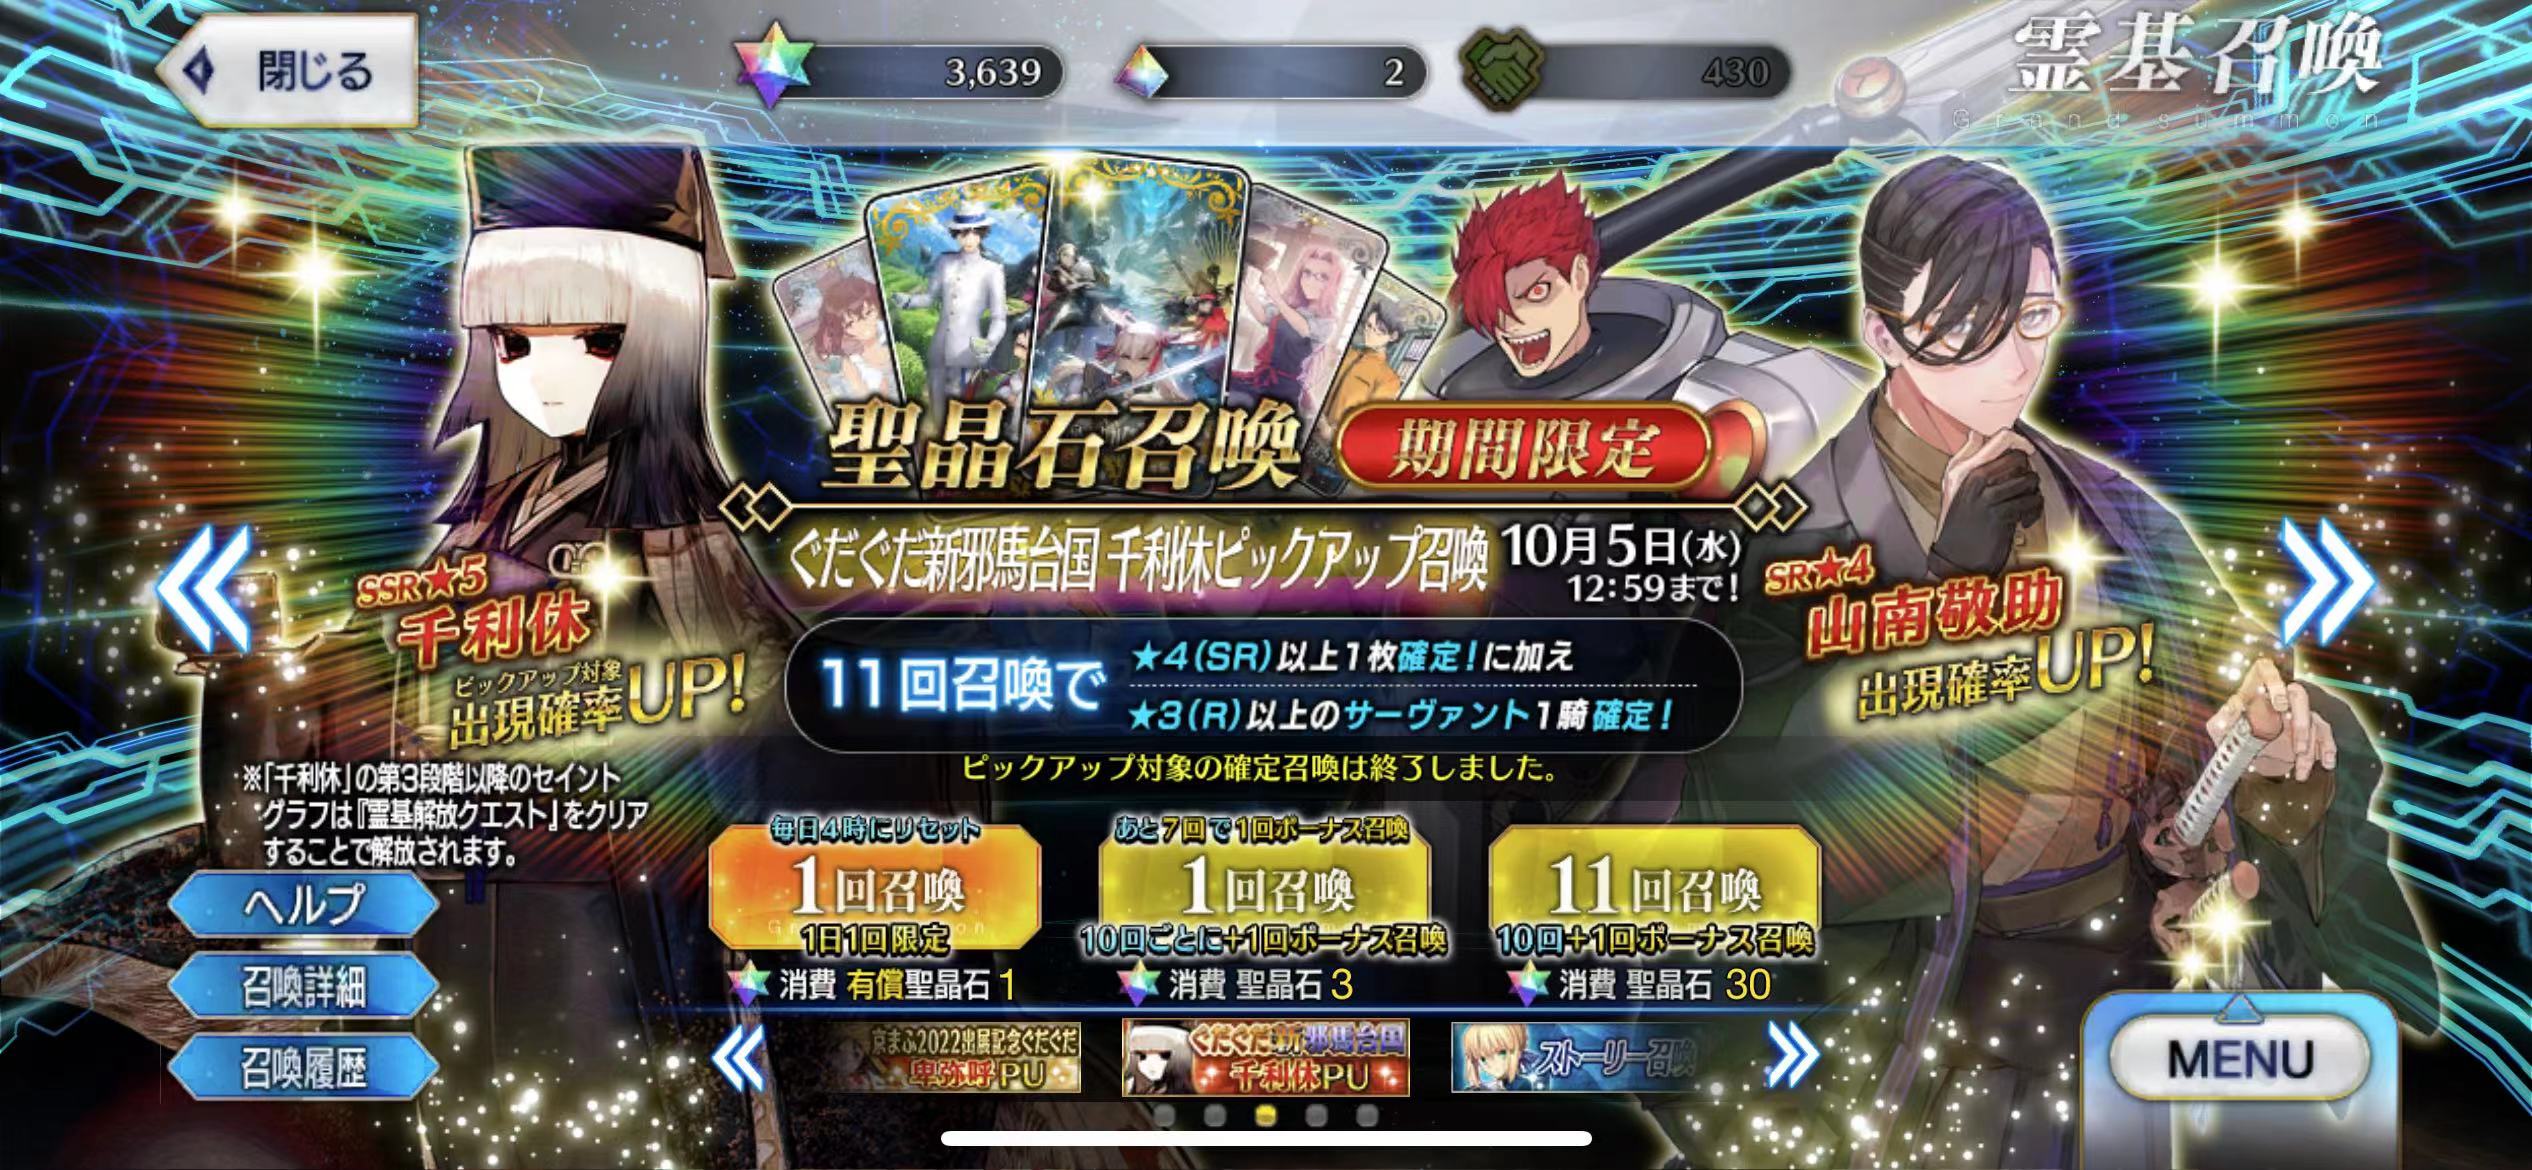 閉じる
3,639
2
430
霊基召喚
Grand summon
聖晶石召喚
期間限定
ぐだぐだ新邪馬台国 千利休ピックアップ召喚
10月5日(水)
12:59まで!
SSR★5
千利休
ピックアップ対象
出現確率UP!
SR★4
山南敬助
出現確率UP!
11回召喚で
★4(SR)以上1枚確定!に加え
★3(R)以上のサーヴァント1騎確定!
ピックアップ対象の確定召喚は終了しました。
※「千利休」の第3段階以降のセイント
グラフは『霊基解放クエスト』をクリア
することで解放されます。
毎日4時にリセット
1回召喚
1日1回限定
消費 有償聖晶石 1
あと7回で1回ボーナス召喚
1回召喚
10回ごとに+1回ボーナス召喚
消費 聖晶石 3
11回召喚
10回+1回ボーナス召喚
消費 聖晶石 30
ヘルプ
召喚詳細
召喚履歴
京まふ2022出展記念ぐだぐだ
卑弥呼PU
ぐだぐだ新邪馬台国
千利休PU
ストーリー召喚
MENU